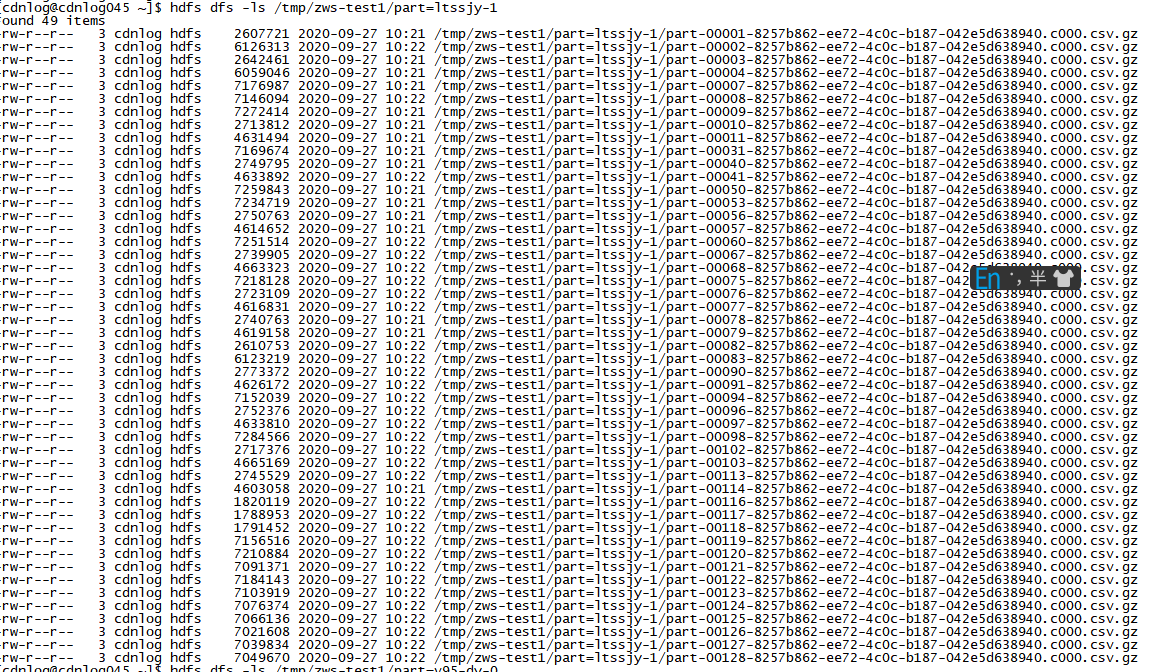 [cdnlog@cdnlog045 ~]$ hdfs dfs -ls /tmp/zws-test1/part=ltssjy-1
Found 49 items
-rw-r--r--   3 cdnlog hdfs    2607721 2020-09-27 10:21 /tmp/zws-test1/part=ltssjy-1/part-00001-8257b862-ee72-4c0c-b187-042e5d638940.c000.csv.gz
-rw-r--r--   3 cdnlog hdfs    6126313 2020-09-27 10:22 /tmp/zws-test1/part=ltssjy-1/part-00002-8257b862-ee72-4c0c-b187-042e5d638940.c000.csv.gz
-rw-r--r--   3 cdnlog hdfs    2642461 2020-09-27 10:21 /tmp/zws-test1/part=ltssjy-1/part-00003-8257b862-ee72-4c0c-b187-042e5d638940.c000.csv.gz
-rw-r--r--   3 cdnlog hdfs    6059046 2020-09-27 10:21 /tmp/zws-test1/part=ltssjy-1/part-00004-8257b862-ee72-4c0c-b187-042e5d638940.c000.csv.gz
-rw-r--r--   3 cdnlog hdfs    7176987 2020-09-27 10:21 /tmp/zws-test1/part=ltssjy-1/part-00007-8257b862-ee72-4c0c-b187-042e5d638940.c000.csv.gz
-rw-r--r--   3 cdnlog hdfs    7146094 2020-09-27 10:22 /tmp/zws-test1/part=ltssjy-1/part-00008-8257b862-ee72-4c0c-b187-042e5d638940.c000.csv.gz
-rw-r--r--   3 cdnlog hdfs    7272414 2020-09-27 10:21 /tmp/zws-test1/part=ltssjy-1/part-00009-8257b862-ee72-4c0c-b187-042e5d638940.c000.csv.gz
-rw-r--r--   3 cdnlog hdfs    2713812 2020-09-27 10:21 /tmp/zws-test1/part=ltssjy-1/part-00010-8257b862-ee72-4c0c-b187-042e5d638940.c000.csv.gz
-rw-r--r--   3 cdnlog hdfs    4631494 2020-09-27 10:21 /tmp/zws-test1/part=ltssjy-1/part-00011-8257b862-ee72-4c0c-b187-042e5d638940.c000.csv.gz
-rw-r--r--   3 cdnlog hdfs    7169674 2020-09-27 10:21 /tmp/zws-test1/part=ltssjy-1/part-00031-8257b862-ee72-4c0c-b187-042e5d638940.c000.csv.gz
-rw-r--r--   3 cdnlog hdfs    2749795 2020-09-27 10:21 /tmp/zws-test1/part=ltssjy-1/part-00040-8257b862-ee72-4c0c-b187-042e5d638940.c000.csv.gz
-rw-r--r--   3 cdnlog hdfs    4633892 2020-09-27 10:22 /tmp/zws-test1/part=ltssjy-1/part-00041-8257b862-ee72-4c0c-b187-042e5d638940.c000.csv.gz
-rw-r--r--   3 cdnlog hdfs    7259843 2020-09-27 10:21 /tmp/zws-test1/part=ltssjy-1/part-00050-8257b862-ee72-4c0c-b187-042e5d638940.c000.csv.gz
-rw-r--r--   3 cdnlog hdfs    7234719 2020-09-27 10:22 /tmp/zws-test1/part=ltssjy-1/part-00053-8257b862-ee72-4c0c-b187-042e5d638940.c000.csv.gz
-rw-r--r--   3 cdnlog hdfs    2750763 2020-09-27 10:21 /tmp/zws-test1/part=ltssjy-1/part-00056-8257b862-ee72-4c0c-b187-042e5d638940.c000.csv.gz
-rw-r--r--   3 cdnlog hdfs    4614652 2020-09-27 10:21 /tmp/zws-test1/part=ltssjy-1/part-00057-8257b862-ee72-4c0c-b187-042e5d638940.c000.csv.gz
-rw-r--r--   3 cdnlog hdfs    7251514 2020-09-27 10:22 /tmp/zws-test1/part=ltssjy-1/part-00060-8257b862-ee72-4c0c-b187-042e5d638940.c000.csv.gz
-rw-r--r--   3 cdnlog hdfs    2739905 2020-09-27 10:22 /tmp/zws-test1/part=ltssjy-1/part-00067-8257b862-ee72-4c0c-b187-042e5d638940.c000.csv.gz
-rw-r--r--   3 cdnlog hdfs    4663323 2020-09-27 10:22 /tmp/zws-test1/part=ltssjy-1/part-00068-8257b862-ee72-4c0c-b187-042e5d638940.c000.csv.gz
-rw-r--r--   3 cdnlog hdfs    7218128 2020-09-27 10:22 /tmp/zws-test1/part=ltssjy-1/part-00075-8257b862-ee72-4c0c-b187-042 .csv.gz
En ; 半
-rw-r--r--   3 cdnlog hdfs    2723109 2020-09-27 10:22 /tmp/zws-test1/part=ltssjy-1/part-00076-8257b862-ee72-4c0c-b187-042e5d638940.c000.csv.gz
-rw-r--r--   3 cdnlog hdfs    4616831 2020-09-27 10:22 /tmp/zws-test1/part=ltssjy-1/part-00077-8257b862-ee72-4c0c-b187-042e5d638940.c000.csv.gz
-rw-r--r--   3 cdnlog hdfs    2740763 2020-09-27 10:21 /tmp/zws-test1/part=ltssjy-1/part-00078-8257b862-ee72-4c0c-b187-042e5d638940.c000.csv.gz
-rw-r--r--   3 cdnlog hdfs    4619158 2020-09-27 10:21 /tmp/zws-test1/part=ltssjy-1/part-00079-8257b862-ee72-4c0c-b187-042e5d638940.c000.csv.gz
-rw-r--r--   3 cdnlog hdfs    2610753 2020-09-27 10:22 /tmp/zws-test1/part=ltssjy-1/part-00082-8257b862-ee72-4c0c-b187-042e5d638940.c000.csv.gz
-rw-r--r--   3 cdnlog hdfs    6123219 2020-09-27 10:22 /tmp/zws-test1/part=ltssjy-1/part-00083-8257b862-ee72-4c0c-b187-042e5d638940.c000.csv.gz
-rw-r--r--   3 cdnlog hdfs    2773372 2020-09-27 10:22 /tmp/zws-test1/part=ltssjy-1/part-00090-8257b862-ee72-4c0c-b187-042e5d638940.c000.csv.gz
-rw-r--r--   3 cdnlog hdfs    4626172 2020-09-27 10:22 /tmp/zws-test1/part=ltssjy-1/part-00091-8257b862-ee72-4c0c-b187-042e5d638940.c000.csv.gz
-rw-r--r--   3 cdnlog hdfs    7152039 2020-09-27 10:22 /tmp/zws-test1/part=ltssjy-1/part-00094-8257b862-ee72-4c0c-b187-042e5d638940.c000.csv.gz
-rw-r--r--   3 cdnlog hdfs    2752376 2020-09-27 10:22 /tmp/zws-test1/part=ltssjy-1/part-00096-8257b862-ee72-4c0c-b187-042e5d638940.c000.csv.gz
-rw-r--r--   3 cdnlog hdfs    4633810 2020-09-27 10:22 /tmp/zws-test1/part=ltssjy-1/part-00097-8257b862-ee72-4c0c-b187-042e5d638940.c000.csv.gz
-rw-r--r--   3 cdnlog hdfs    7284566 2020-09-27 10:22 /tmp/zws-test1/part=ltssjy-1/part-00098-8257b862-ee72-4c0c-b187-042e5d638940.c000.csv.gz
-rw-r--r--   3 cdnlog hdfs    2717376 2020-09-27 10:22 /tmp/zws-test1/part=ltssjy-1/part-00102-8257b862-ee72-4c0c-b187-042e5d638940.c000.csv.gz
-rw-r--r--   3 cdnlog hdfs    4665169 2020-09-27 10:22 /tmp/zws-test1/part=ltssjy-1/part-00103-8257b862-ee72-4c0c-b187-042e5d638940.c000.csv.gz
-rw-r--r--   3 cdnlog hdfs    2745529 2020-09-27 10:22 /tmp/zws-test1/part=ltssjy-1/part-00113-8257b862-ee72-4c0c-b187-042e5d638940.c000.csv.gz
-rw-r--r--   3 cdnlog hdfs    4603058 2020-09-27 10:21 /tmp/zws-test1/part=ltssjy-1/part-00114-8257b862-ee72-4c0c-b187-042e5d638940.c000.csv.gz
-rw-r--r--   3 cdnlog hdfs    1820119 2020-09-27 10:22 /tmp/zws-test1/part=ltssjy-1/part-00116-8257b862-ee72-4c0c-b187-042e5d638940.c000.csv.gz
-rw-r--r--   3 cdnlog hdfs    1788953 2020-09-27 10:22 /tmp/zws-test1/part=ltssjy-1/part-00117-8257b862-ee72-4c0c-b187-042e5d638940.c000.csv.gz
-rw-r--r--   3 cdnlog hdfs    1791452 2020-09-27 10:22 /tmp/zws-test1/part=ltssjy-1/part-00118-8257b862-ee72-4c0c-b187-042e5d638940.c000.csv.gz
-rw-r--r--   3 cdnlog hdfs    7156516 2020-09-27 10:22 /tmp/zws-test1/part=ltssjy-1/part-00119-8257b862-ee72-4c0c-b187-042e5d638940.c000.csv.gz
-rw-r--r--   3 cdnlog hdfs    7210884 2020-09-27 10:22 /tmp/zws-test1/part=ltssjy-1/part-00120-8257b862-ee72-4c0c-b187-042e5d638940.c000.csv.gz
-rw-r--r--   3 cdnlog hdfs    7091371 2020-09-27 10:22 /tmp/zws-test1/part=ltssjy-1/part-00121-8257b862-ee72-4c0c-b187-042e5d638940.c000.csv.gz
-rw-r--r--   3 cdnlog hdfs    7184143 2020-09-27 10:22 /tmp/zws-test1/part=ltssjy-1/part-00122-8257b862-ee72-4c0c-b187-042e5d638940.c000.csv.gz
-rw-r--r--   3 cdnlog hdfs    7103919 2020-09-27 10:22 /tmp/zws-test1/part=ltssjy-1/part-00123-8257b862-ee72-4c0c-b187-042e5d638940.c000.csv.gz
-rw-r--r--   3 cdnlog hdfs    7076374 2020-09-27 10:22 /tmp/zws-test1/part=ltssjy-1/part-00124-8257b862-ee72-4c0c-b187-042e5d638940.c000.csv.gz
-rw-r--r--   3 cdnlog hdfs    7066136 2020-09-27 10:22 /tmp/zws-test1/part=ltssjy-1/part-00125-8257b862-ee72-4c0c-b187-042e5d638940.c000.csv.gz
-rw-r--r--   3 cdnlog hdfs    7021608 2020-09-27 10:22 /tmp/zws-test1/part=ltssjy-1/part-00126-8257b862-ee72-4c0c-b187-042e5d638940.c000.csv.gz
-rw-r--r--   3 cdnlog hdfs    7039834 2020-09-27 10:22 /tmp/zws-test1/part=ltssjy-1/part-00127-8257b862-ee72-4c0c-b187-042e5d638940.c000.csv.gz
-rw-r--r--   3 cdnlog hdfs    7049670 2020-09-27 10:22 /tmp/zws-test1/part=ltssjy-1/part-00128-8257b862-ee72-4c0c-b187-042e5d638940.c000.csv.gz
[cdnlog@cdnlog045 ~]$ hdfs dfs -ls